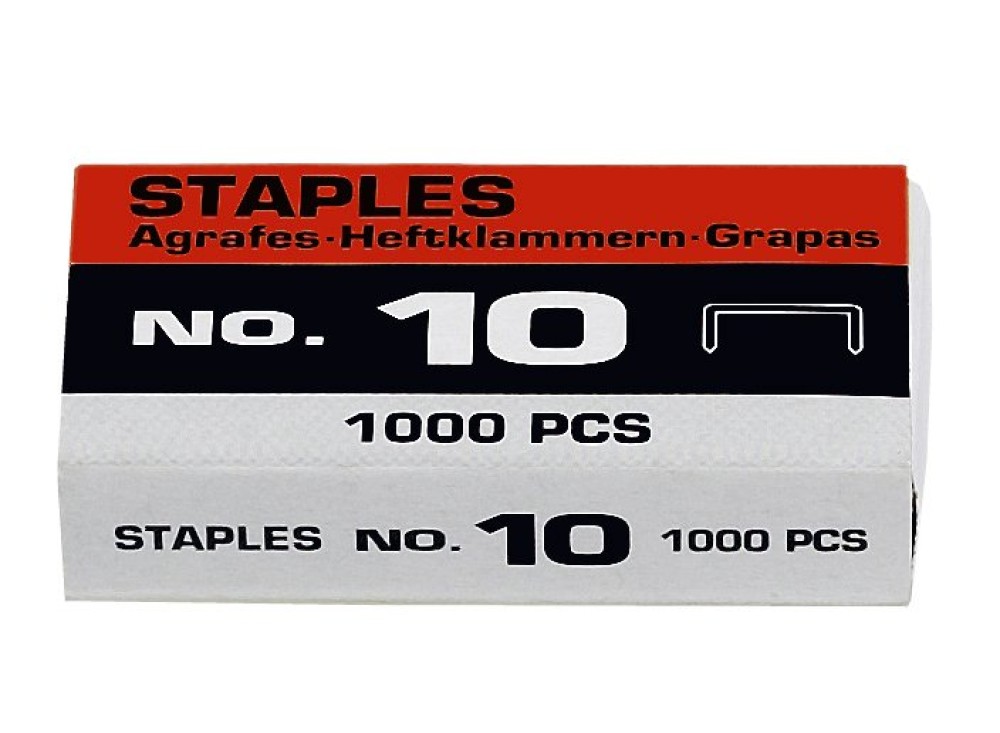 STAPLES
Agrafes·Heftklammern·Grapas
NO. 10
1000 PCS
STAPLES NO. 10 1000 PCS